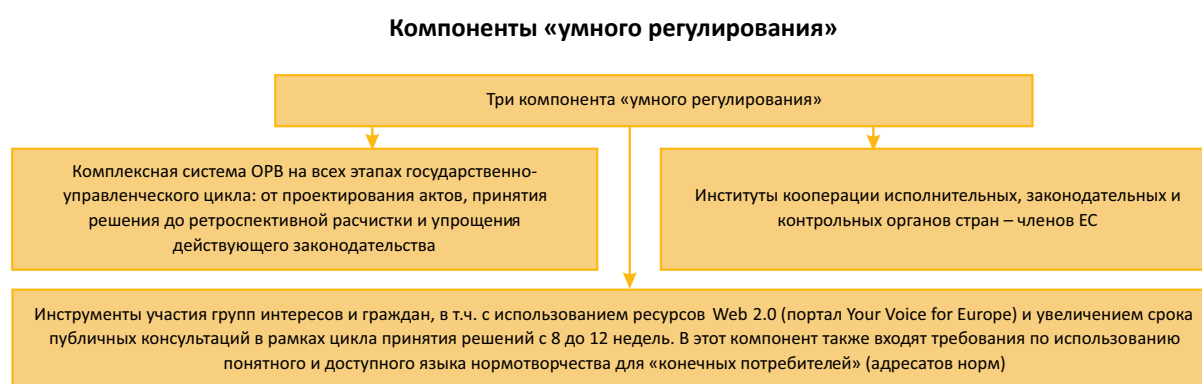 Компоненты «умного регулирования»
Три компонента «умного регулирования»
Комплексная система ОРВ на всех этапах государственно-
управленческого цикла: от проектирования актов, принятия
решения до ретроспективной расчистки и упрощения
действующего законодательства
Институты кооперации исполнительных, законодательных и
контрольных органов стран – членов ЕС
Инструменты участия групп интересов и граждан, в т.ч. с использованием ресурсов Web 2.0 (портал Your Voice for Europe) и увеличением срока
публичных консультаций в рамках цикла принятия решений с 8 до 12 недель. В этот компонент также входят требования по использованию
понятного и доступного языка нормотворчества для «конечных потребителей» (адресатов норм)